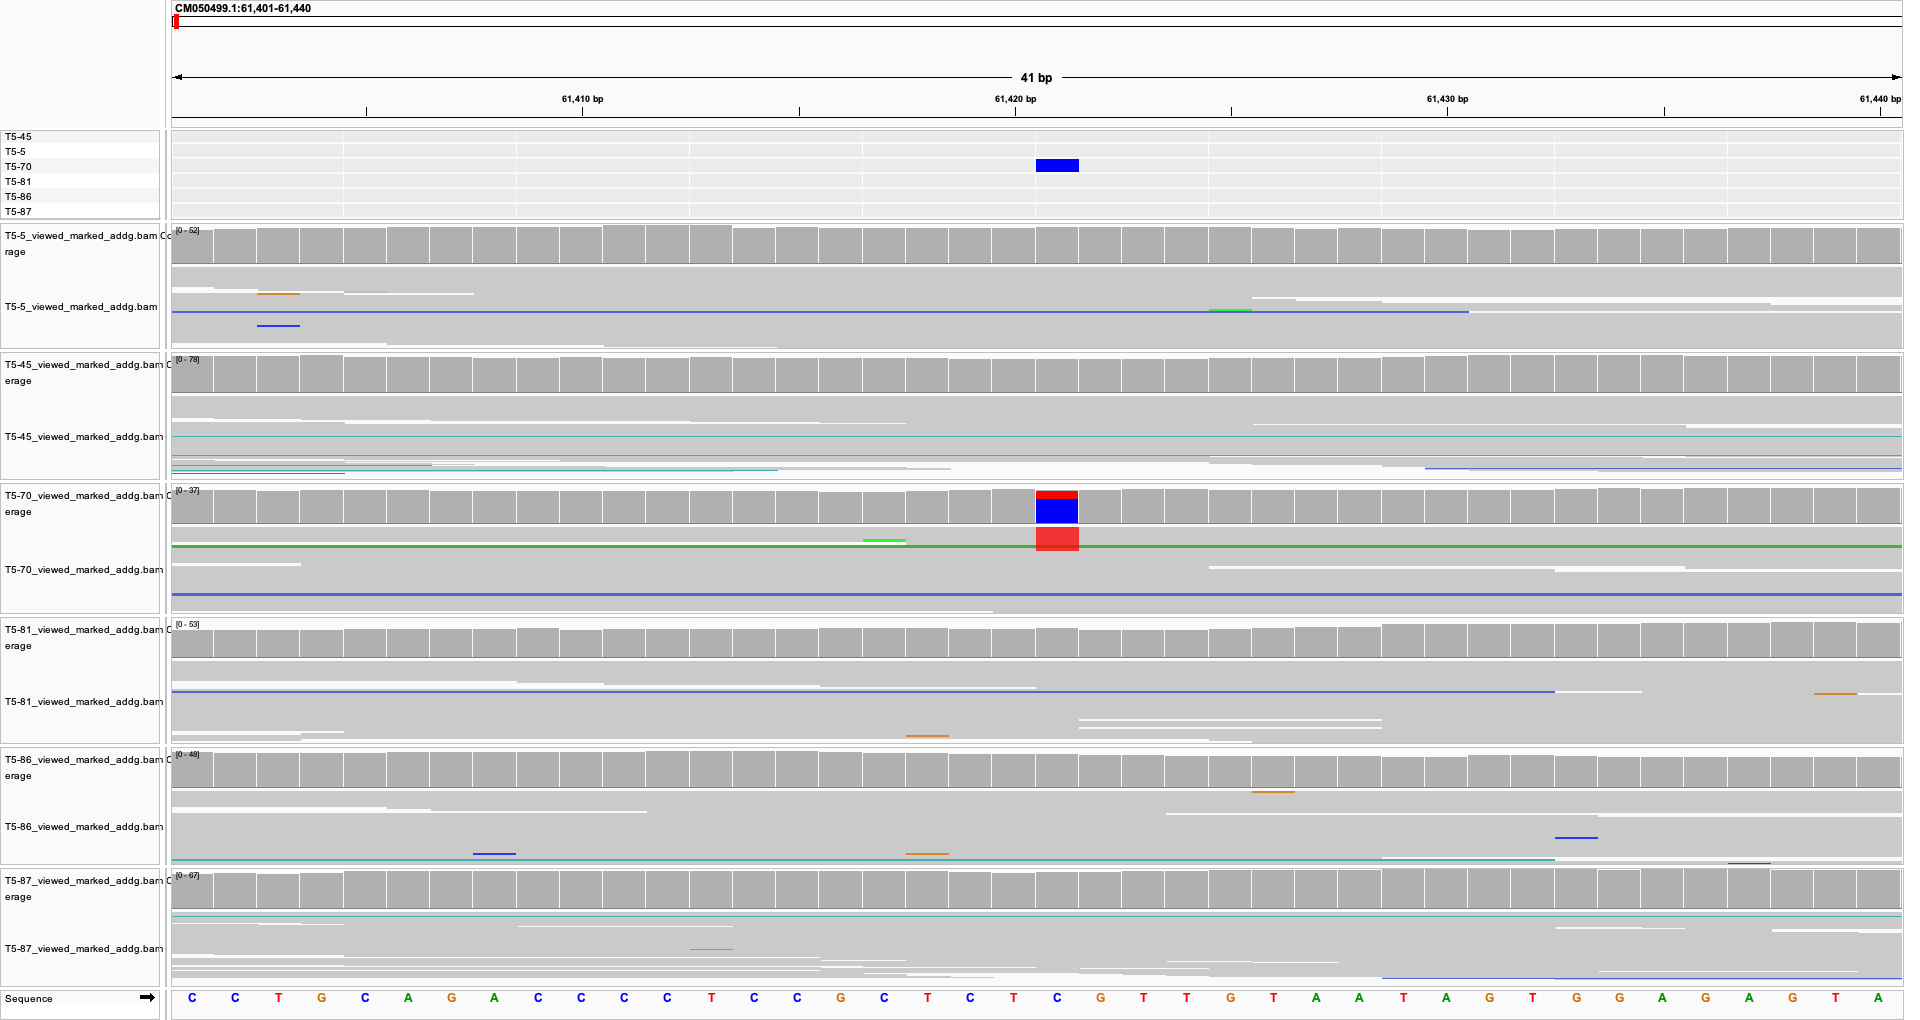 CM050499.1:61,401-61,440
41 bp
61,410 bp 61,420 bp 61,430 bp 61,440 bp
T5-45
T5-5
T5-70
T5-81
T5-86
T5-87
T5-5_viewed_marked_addg.bam Co
rage
[0 - 52]
T5-5_viewed_marked_addg.bam
T5-45_viewed_marked_addg.bam C
erage
[0 - 78]
T5-45_viewed_marked_addg.bam
T5-70_viewed_marked_addg.bam C
erage
[0 - 37]
T5-70_viewed_marked_addg.bam
T5-81_viewed_marked_addg.bam C
erage
[0 - 53]
T5-81_viewed_marked_addg.bam
T5-86_viewed_marked_addg.bam C
erage
[0 - 48]
T5-86_viewed_marked_addg.bam
T5-87_viewed_marked_addg.bam C
erage
[0 - 67]
T5-87_viewed_marked_addg.bam
Sequence C C T G C A G A C C C C T C C G C T C T C G T T G T A A T A G T G G A G A G T A